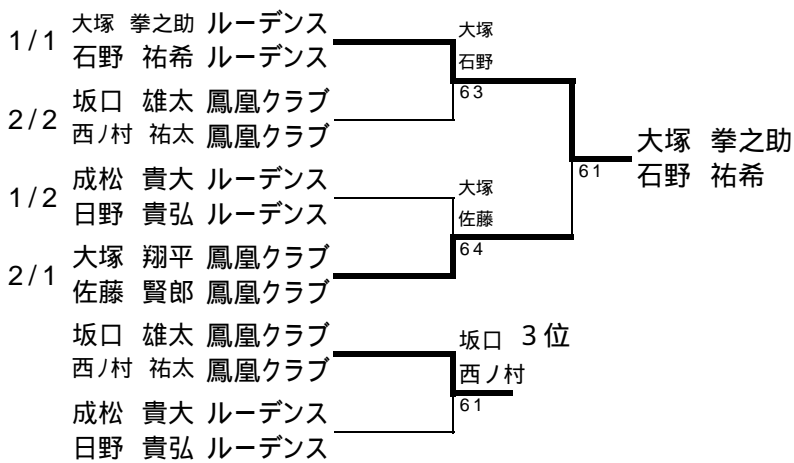 1/1
大塚 拳之助 ルーデンス
石野 祐希 ルーデンス
2/2
坂口 雄太 鳳凰クラブ
西ノ村 祐太 鳳凰クラブ
1/2
成松 貴大 ルーデンス
日野 貴弘 ルーデンス
2/1
大塚 翔平 鳳凰クラブ
佐藤 賢郎 鳳凰クラブ
大塚
石野
63
大塚
佐藤
64
61
大塚 拳之助
石野 祐希
坂口 雄太 鳳凰クラブ
西ノ村 祐太 鳳凰クラブ
成松 貴大 ルーデンス
日野 貴弘 ルーデンス
坂口 3位
西ノ村
61